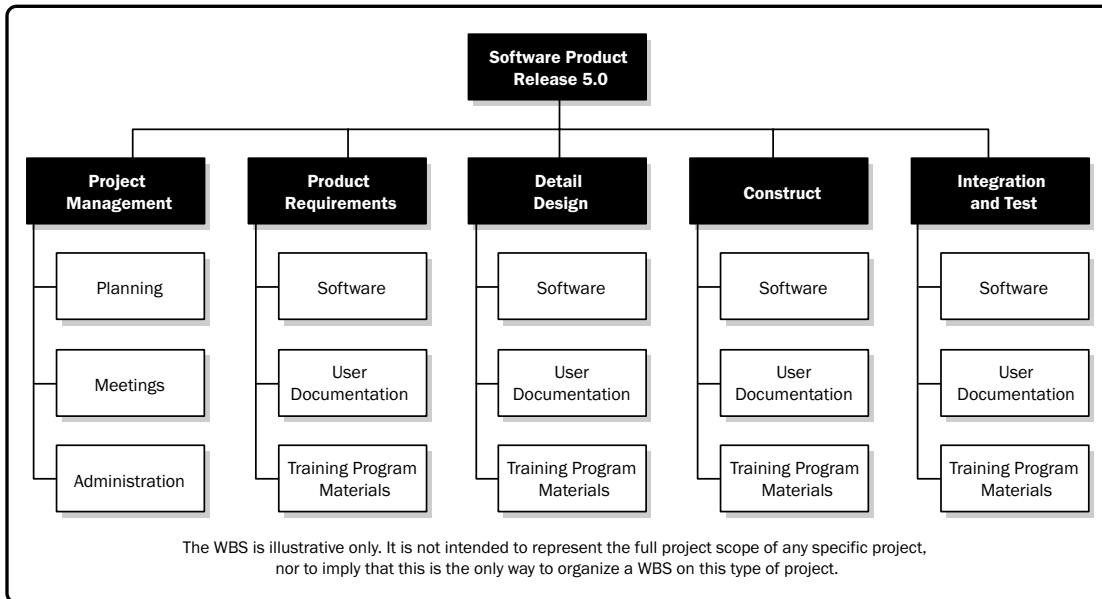 Software Product
Release 5.0
Project
Management
Product
Requirements
Detail
Design
Construct
Integration
and Test
Planning
Software
Software
Software
Software
Meetings
User
Documentation
User
Documentation
User
Documentation
User
Documentation
Administration
Training Program
Materials
Training Program
Materials
Training Program
Materials
Training Program
Materials
The WBS is illustrative only. It is not intended to represent the full project scope of any specific project,
nor to imply that this is the only way to organize a WBS on this type of project.